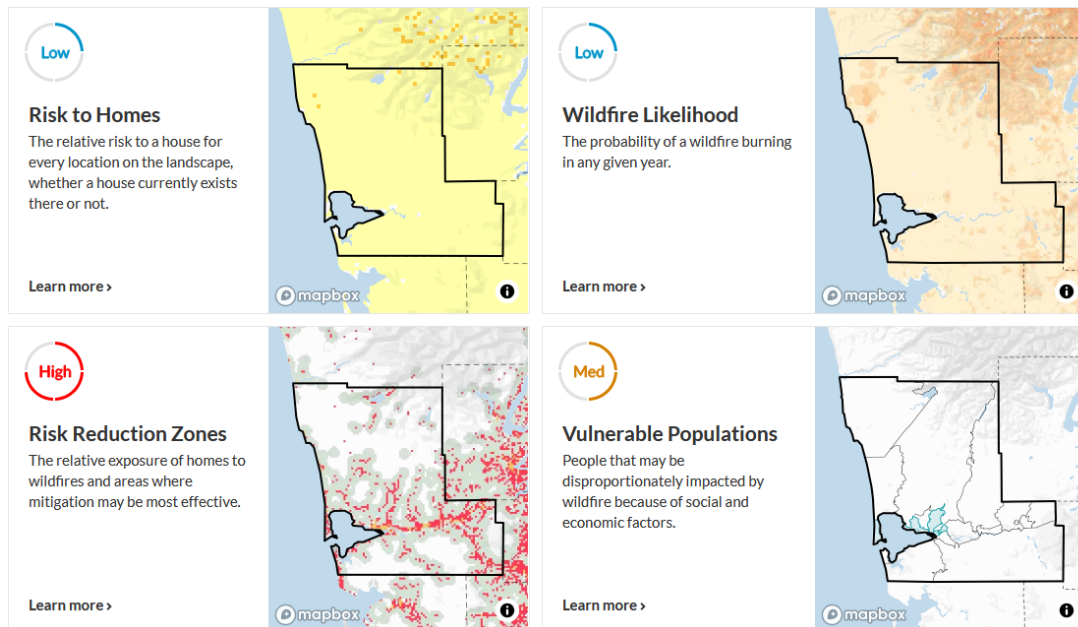 Low
Risk to Homes
The relative risk to a house for
every location on the landscape,
whether a house currently exists
there or not.
Learn more ›
mapbox
Low
Wildfire Likelihood
The probability of a wildfire burning
in any given year.
Learn more ›
mapbox
High
Risk Reduction Zones
The relative exposure of homes to
wildfires and areas where
mitigation may be most effective.
Learn more ›
mapbox
Med
Vulnerable Populations
People that may be
disproportionately impacted by
wildfire because of social and
economic factors.
Learn more ›
mapbox